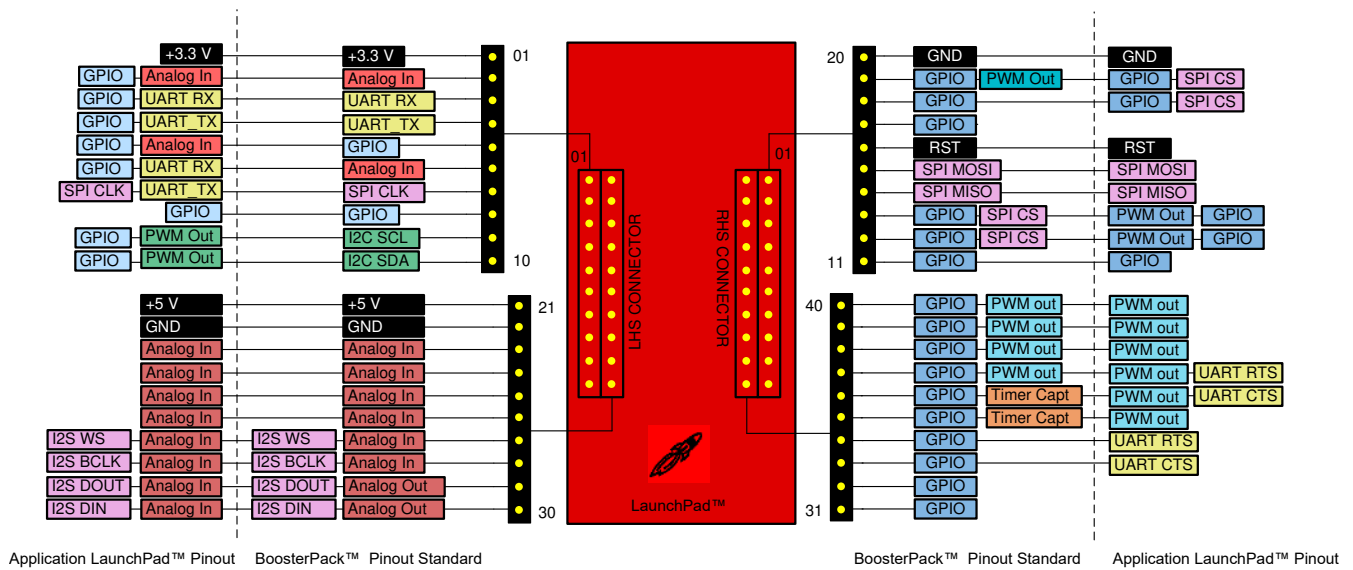 +3.3 V +3.3 V 01 20 GND GND
GPIO Analog In Analog In GPIO PWM Out GPIO SPI CS
GPIO UART RX UART RX GPIO GPIO SPI CS
GPIO UART_TX UART_TX GPIO
GPIO Analog In GPIO 01 01 RST RST
GPIO UART RX Analog In SPI MOSI SPI MOSI
SPI CLK UART_TX SPI CLK SPI MISO SPI MISO
GPIO GPIO GPIO SPI CS PWM Out GPIO
GPIO PWM Out I2C SCL GPIO SPI CS PWM Out GPIO
GPIO PWM Out I2C SDA 10 11 GPIO GPIO
LHS CONNECTOR
RHS CONNECTOR
+5 V +5 V 21 40 GPIO PWM out PWM out
GND GND GPIO PWM out PWM out
Analog In Analog In GPIO PWM out PWM out
Analog In Analog In GPIO PWM out PWM out UART RTS
Analog In Analog In GPIO Timer Capt PWM out UART CTS
Analog In Analog In GPIO Timer Capt PWM out
I2S WS Analog In I2S WS Analog In GPIO UART RTS
I2S BCLK Analog In I2S BCLK Analog In GPIO UART CTS
I2S DOUT Analog In I2S DOUT Analog Out GPIO
I2S DIN Analog In I2S DIN Analog Out 30 LaunchPad™ 31 GPIO
Application LaunchPad™ Pinout BoosterPack™ Pinout Standard BoosterPack™ Pinout Standard Application LaunchPad™ Pinout